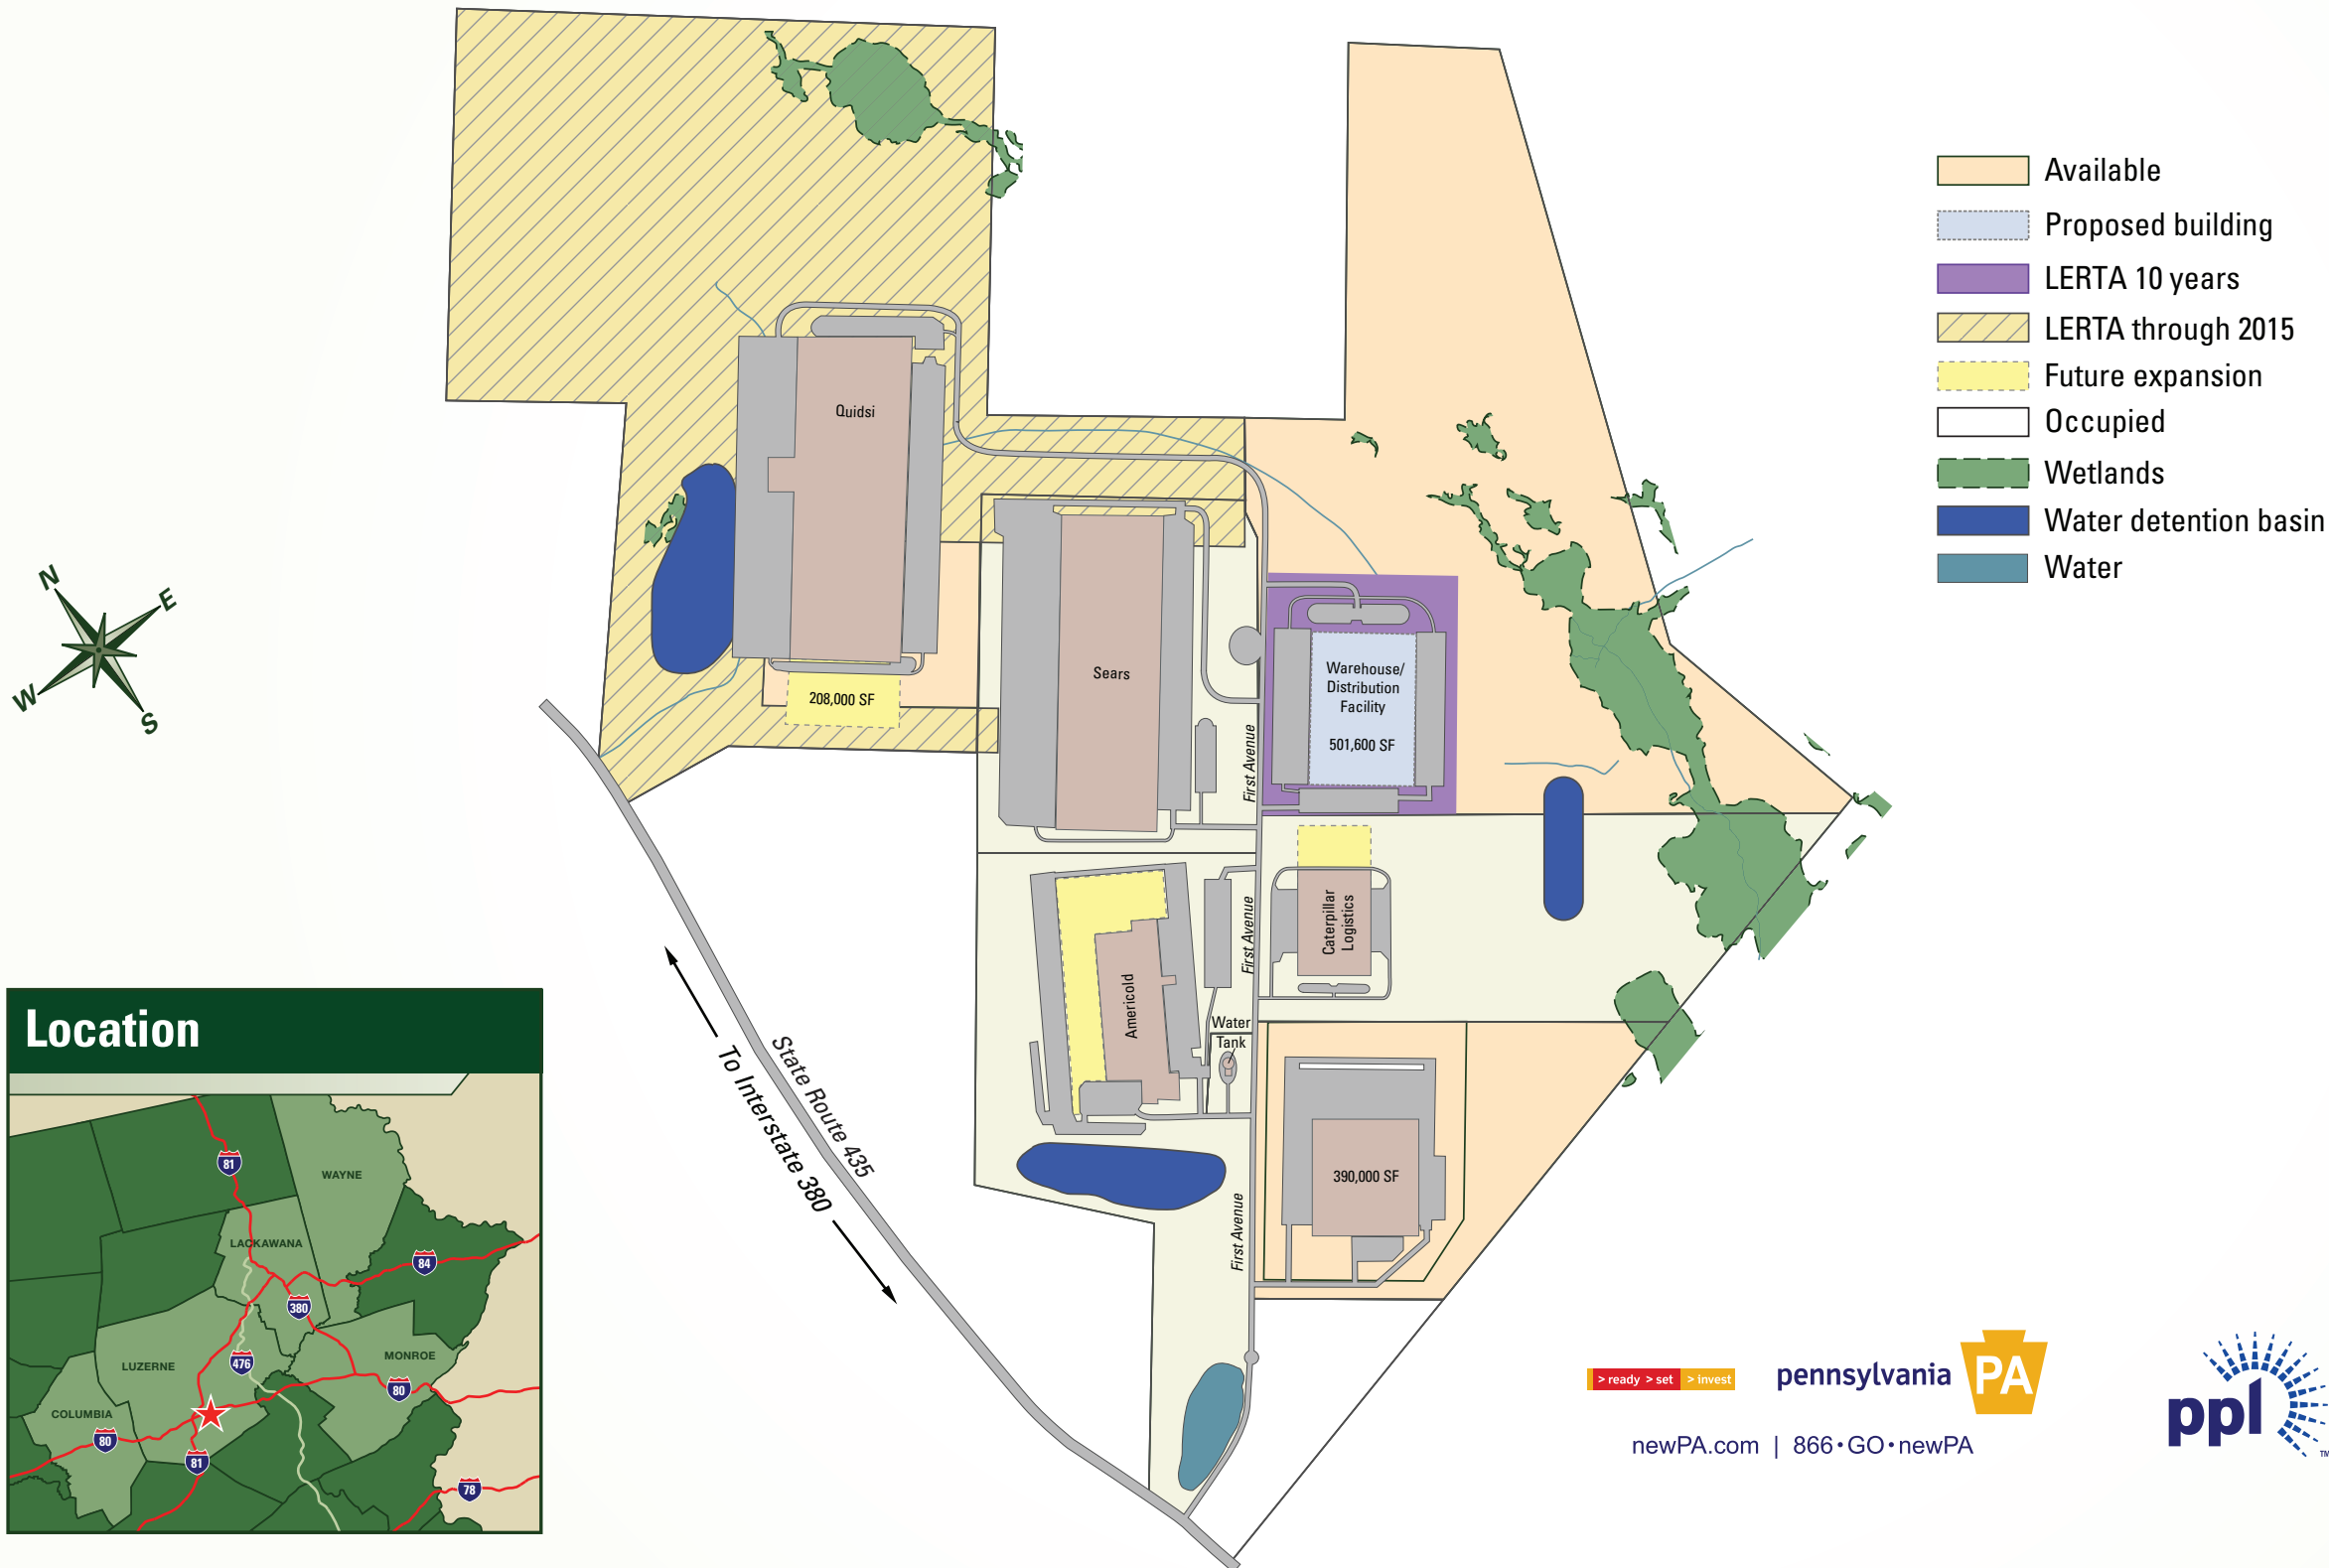 Available
Proposed building
LERTA 10 years
LERTA through 2015
Future expansion
Occupied
Wetlands
Water detention basin
Water
N
E
W
S
Quidsi
208,000 SF
Sears
Warehouse/
Distribution
Facility
501,600 SF
First Avenue
Caterpillar
Logistics
First Avenue
Americold
Water
Tank
390,000 SF
First Avenue
State Route 435
To Interstate 380
Location
81
WAYNE
LACKAWANA
84
380
LUZERNE
476
MONROE
80
COLUMBIA
80
81
78
> ready > set > invest
pennsylvania
PA
newPA.com | 866•GO•newPA
ppl
TM